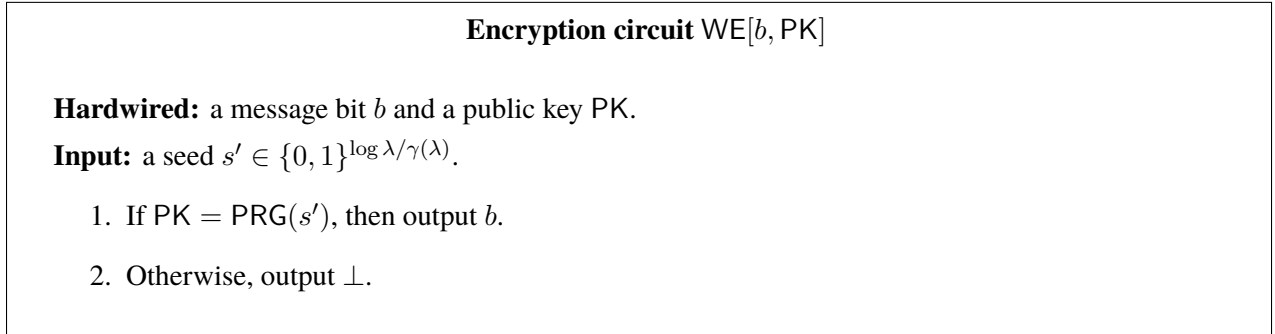 Encryption circuit WE[b, PK]
Hardwired: a message bit b and a public key PK.
Input: a seed s′ ∈ {0, 1}^{log λ/γ(λ)}.
1. If PK = PRG(s′), then output b.
2. Otherwise, output ⊥.